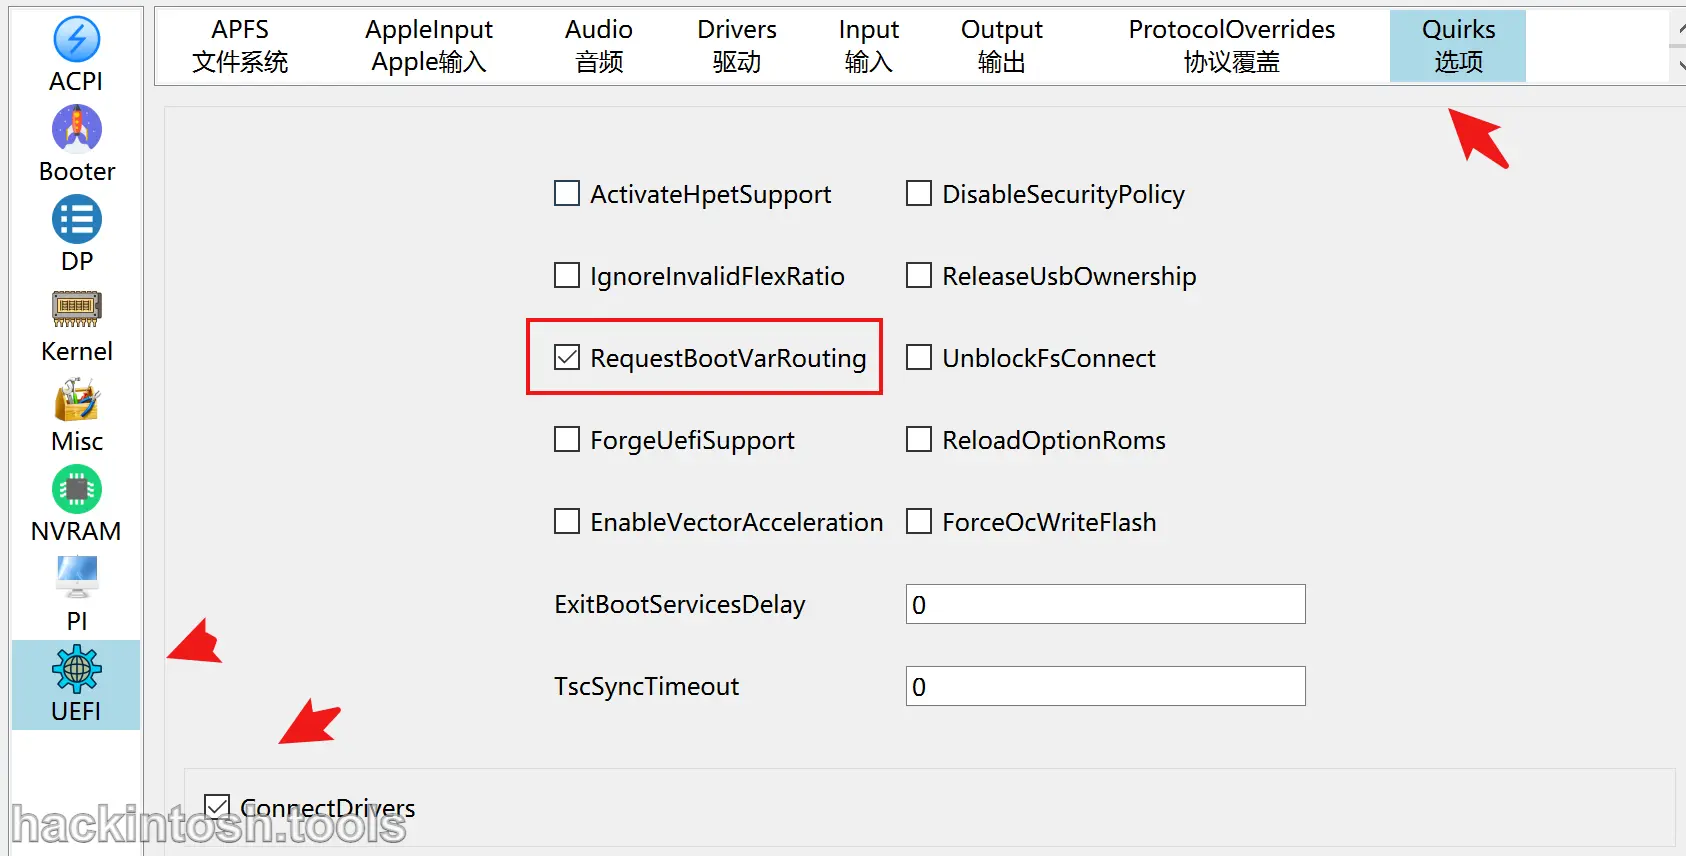 ACPI
Booter
DP
Kernel
Misc
NVRAM
PI
UEFI
APFS
文件系统
AppleInput
Apple输入
Audio
音频
Drivers
驱动
Input
输入
Output
输出
ProtocolOverrides
协议覆盖
Quirks
选项
ActivateHpetSupport
DisableSecurityPolicy
IgnoreInvalidFlexRatio
ReleaseUsbOwnership
RequestBootVarRouting
UnblockFsConnect
ForgeUefiSupport
ReloadOptionRoms
EnableVectorAcceleration
ForceOcWriteFlash
ExitBootServicesDelay
0
TscSyncTimeout
0
ConnectDrivers
hackintosh.tools